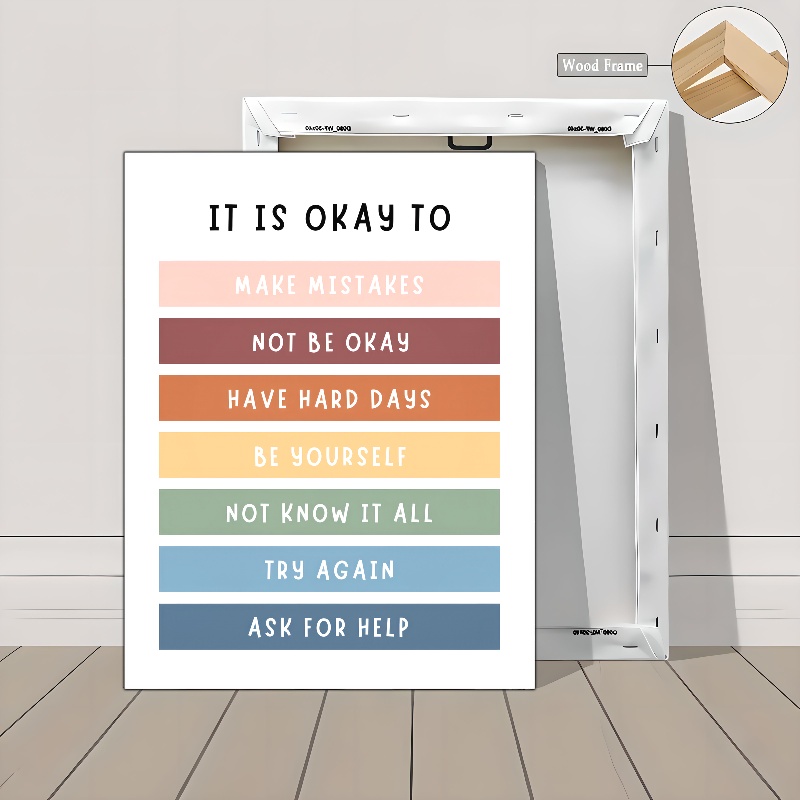 Wood Frame
IT IS OKAY TO
MAKE MISTAKES
NOT BE OKAY
HAVE HARD DAYS
BE YOURSELF
NOT KNOW IT ALL
TRY AGAIN
ASK FOR HELP